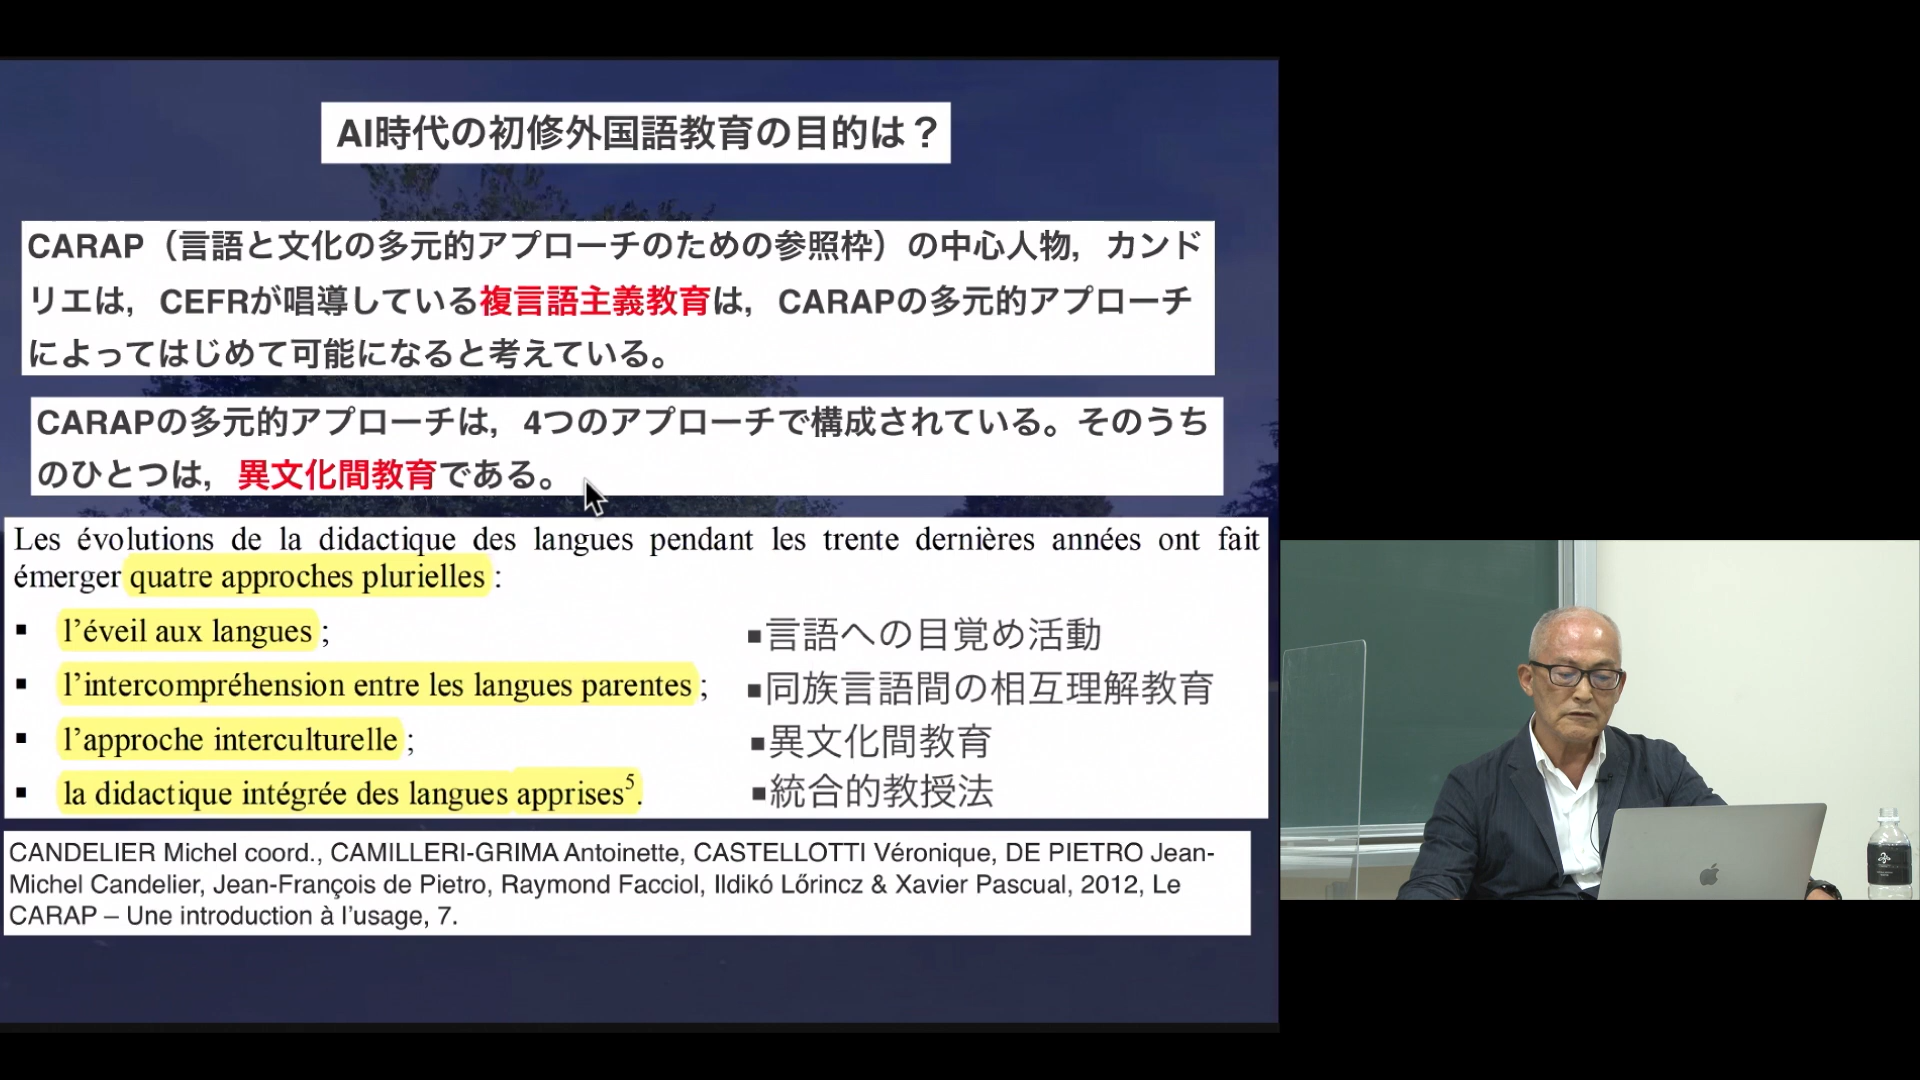 AI時代の初修外国語教育の目的は？
CARAP（言語と文化の多元的アプローチのための参照枠）の中心人物，カンド
リエは，CEFRが唱導している複言語主義教育は，CARAPの多元的アプローチ
によってはじめて可能になると考えている。
CARAPの多元的アプローチは，4つのアプローチで構成されている。そのうち
のひとつは，異文化間教育である。
Les évolutions de la didactique des langues pendant les trente dernières années ont fait
émerger quatre approches plurielles :
▪ l’éveil aux langues ;
▪言語への目覚め活動
▪ l’intercompréhension entre les langues parentes ;
▪同族言語間の相互理解教育
▪ l’approche interculturelle ;
▪異文化間教育
▪ la didactique intégrée des langues apprises⁵.
▪統合的教授法
CANDELIER Michel coord., CAMILLERI-GRIMA Antoinette, CASTELLOTTI Véronique, DE PIETRO Jean-
Michel Candelier, Jean-François de Pietro, Raymond Facciol, Ildikó Lőrincz & Xavier Pascual, 2012, Le
CARAP – Une introduction à l’usage, 7.